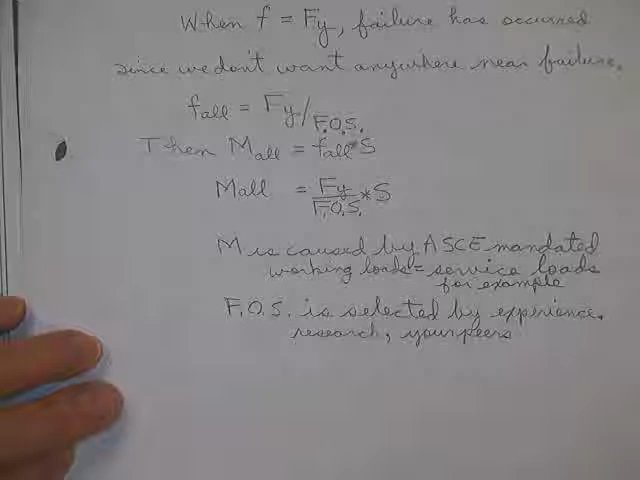 When f = Fy, failure has occurred
since we don't want anywhere near failure.
fall = Fy/F.O.S.
Then Mall = fall*S
Mall = Fy/F.O.S. * S
M is caused by ASCE mandated
working loads = service loads
for example
F.O.S. is selected by experience,
research, your peers